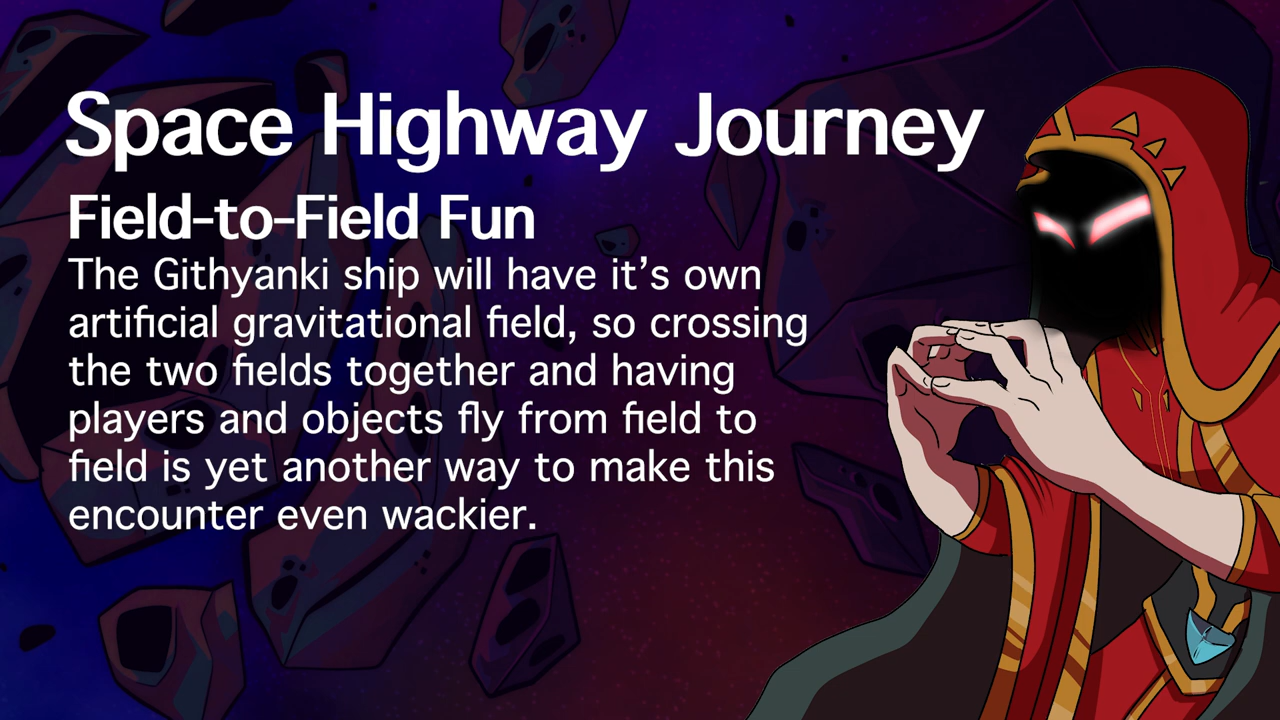 Space Highway Journey
Field-to-Field Fun
The Githyanki ship will have it’s own
artificial gravitational field, so crossing
the two fields together and having
players and objects fly from field to
field is yet another way to make this
encounter even wackier.